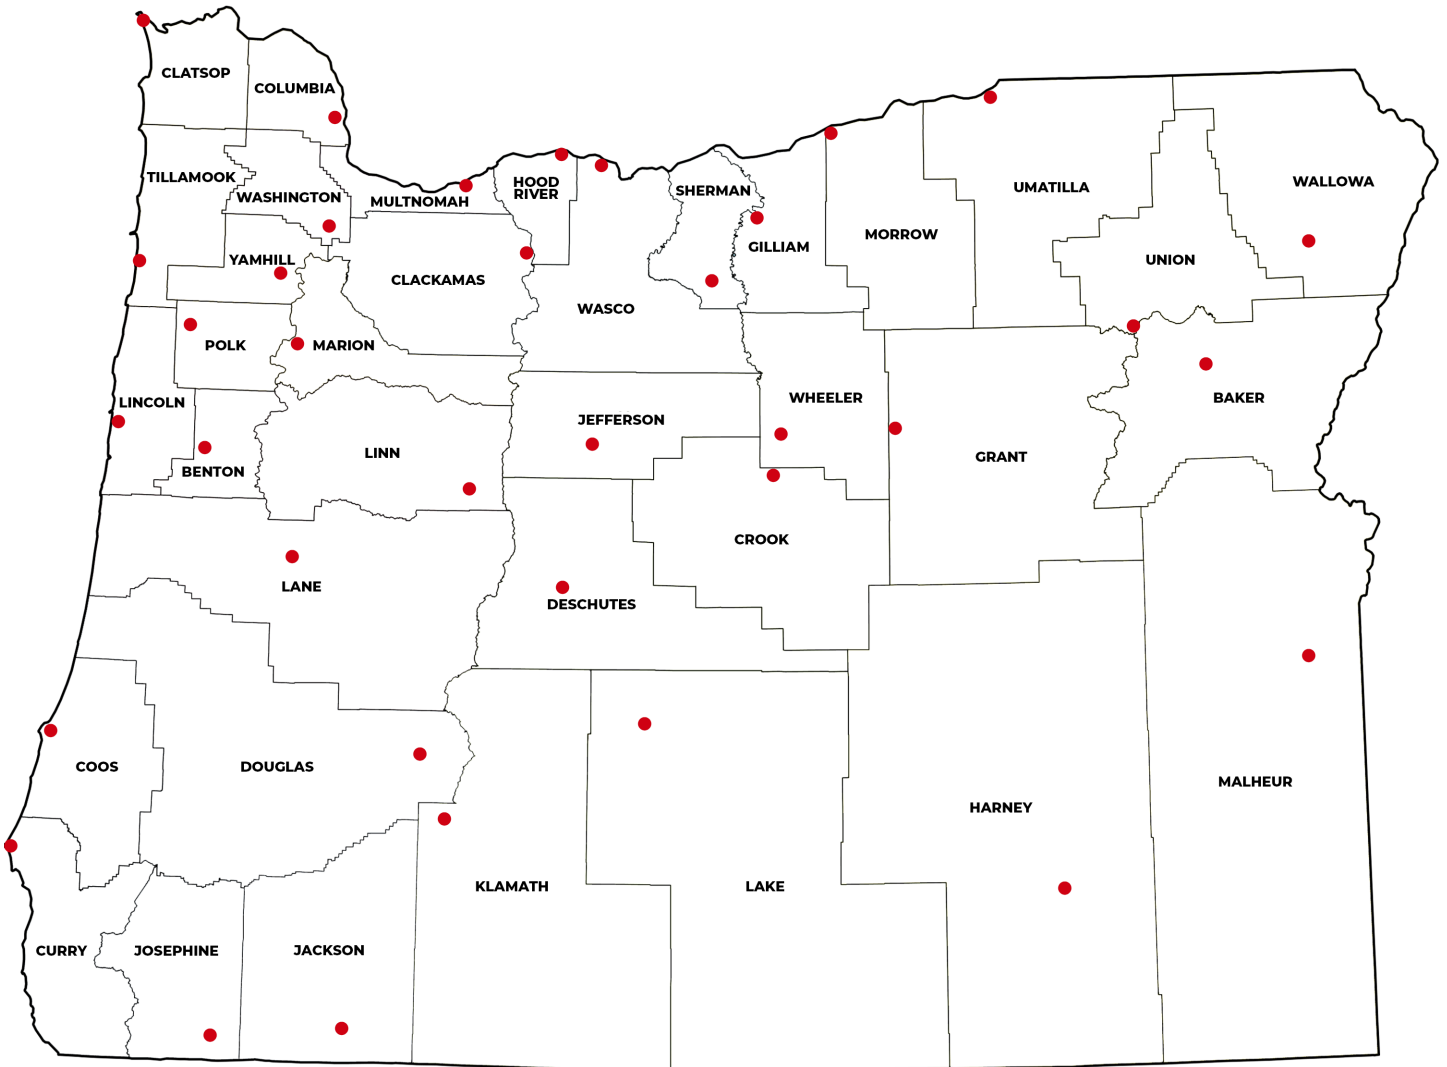 CLATSOP
COLUMBIA
TILLAMOOK
WASHINGTON
MULTNOMAH
HOOD
RIVER
SHERMAN
UMATILLA
WALLOWA
GILLIAM
MORROW
UNION
YAMHILL
CLACKAMAS
WASCO
POLK
MARION
LINCOLN
JEFFERSON
WHEELER
BAKER
LINN
GRANT
BENTON
CROOK
LANE
DESCHUTES
COOS
DOUGLAS
MALHEUR
HARNEY
KLAMATH
LAKE
CURRY
JOSEPHINE
JACKSON